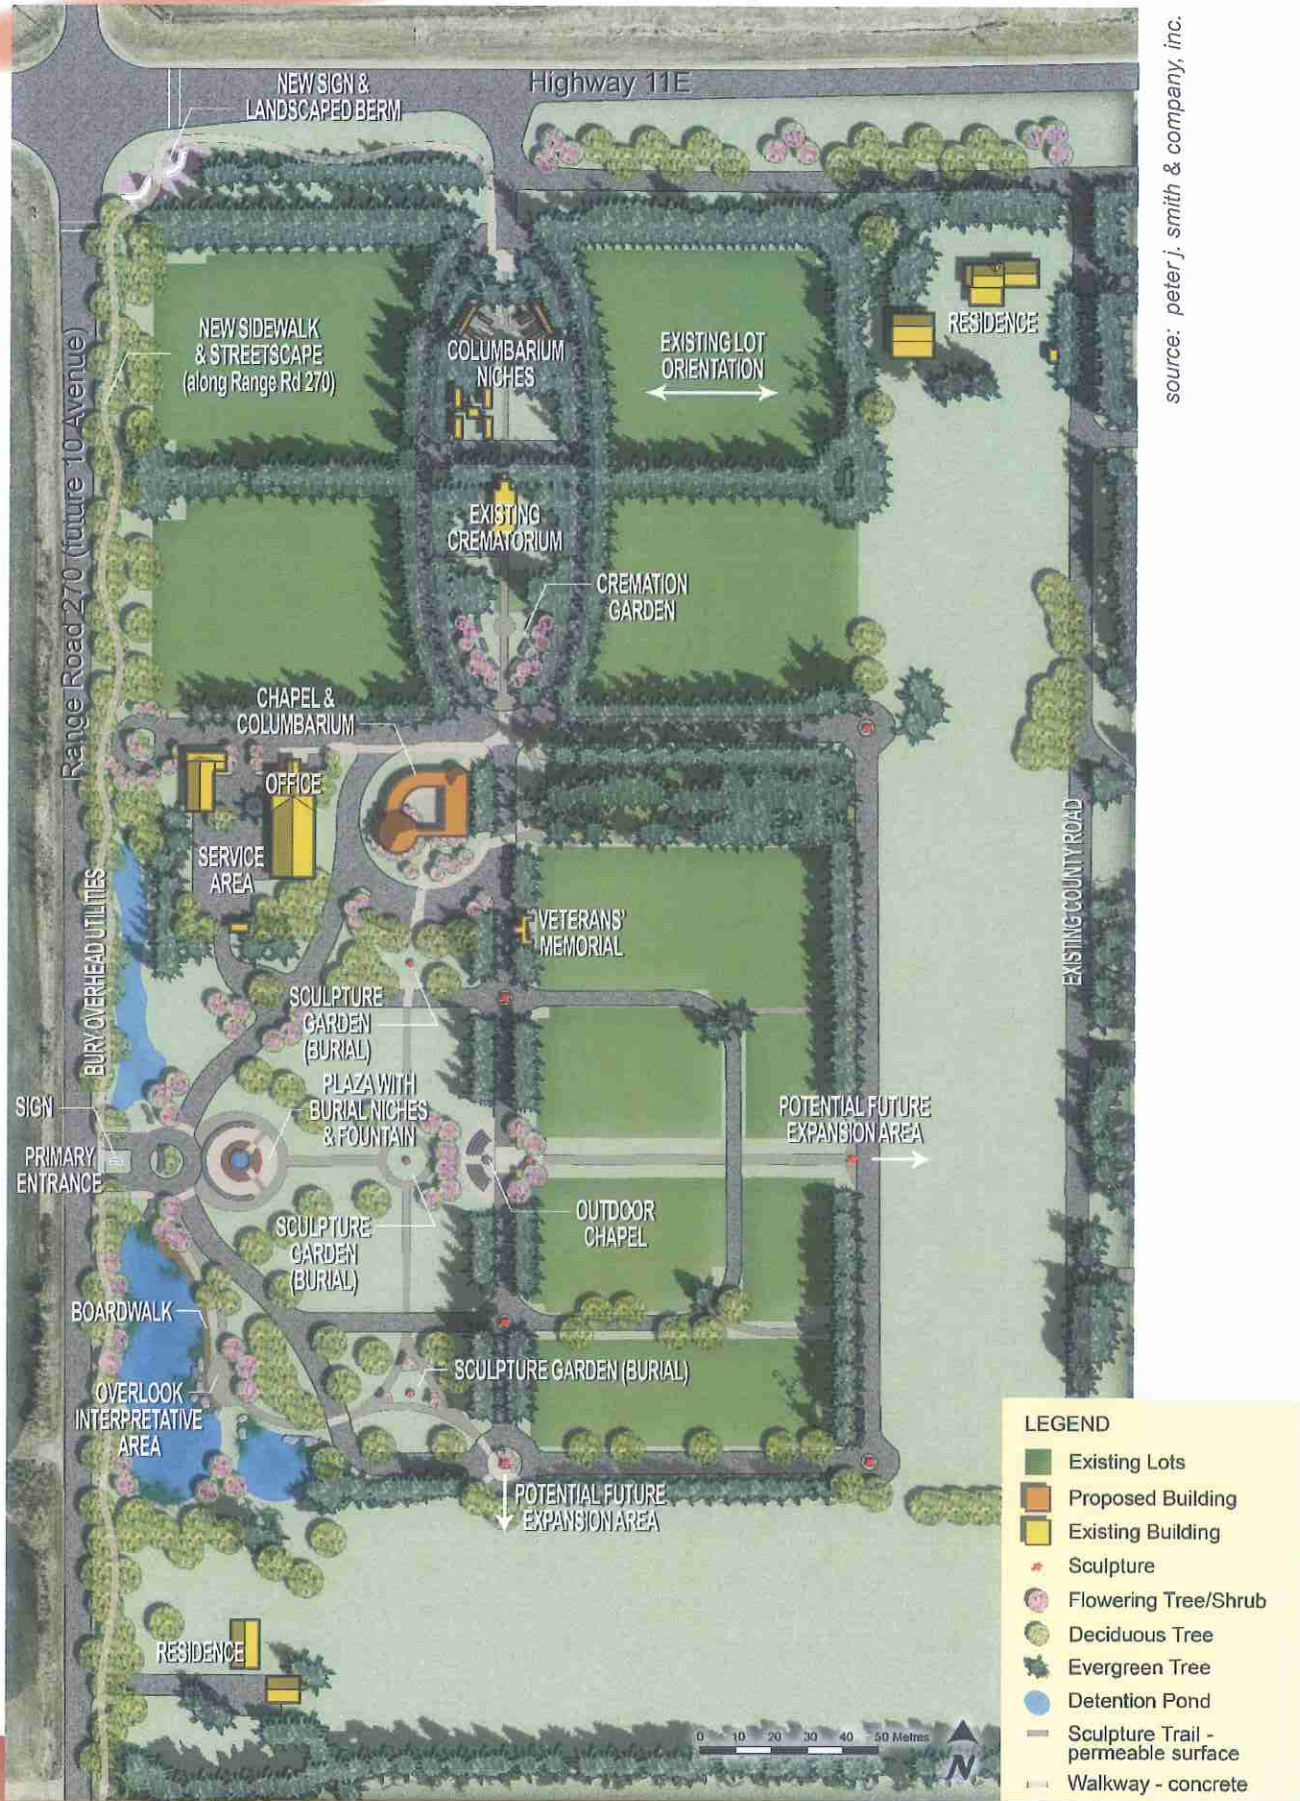 source: peter j. smith & company, inc.
Highway 11E
NEW SIGN &
LANDSCAPED BERM
NEW SIDEWALK
& STREETSCAPE
(along Range Rd 270)
COLUMBARIUM
NICHES
EXISTING LOT
ORIENTATION
RESIDENCE
Range Road 270 (future 10 Avenue)
EXISTING
CREMATORIUM
CREMATION
GARDEN
CHAPEL &
COLUMBARIUM
OFFICE
SERVICE
AREA
VETERANS'
MEMORIAL
BURY OVERHEAD UTILITIES
EXISTING COUNTY ROAD
SCULPTURE
GARDEN
(BURIAL)
PLAZA WITH
BURIAL NICHES
& FOUNTAIN
SIGN
PRIMARY
ENTRANCE
POTENTIAL FUTURE
EXPANSION AREA
SCULPTURE
GARDEN
(BURIAL)
OUTDOOR
CHAPEL
BOARDWALK
OVERLOOK
INTERPRETATIVE
AREA
SCULPTURE GARDEN (BURIAL)
POTENTIAL FUTURE
EXPANSION AREA
RESIDENCE
0 10 20 30 40 50 Metres
N
LEGEND
Existing Lots
Proposed Building
Existing Building
Sculpture
Flowering Tree/Shrub
Deciduous Tree
Evergreen Tree
Detention Pond
Sculpture Trail -
permeable surface
Walkway - concrete